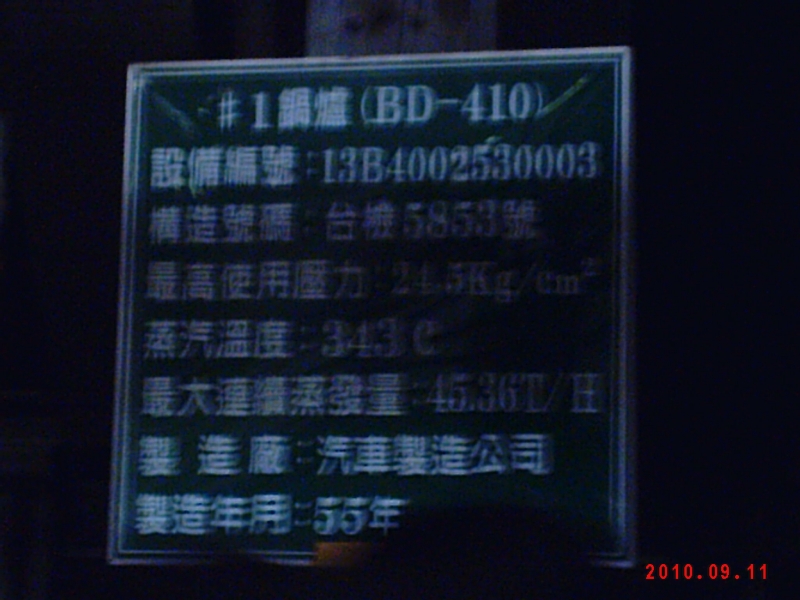 #1鍋爐(BD-410)
設備編號:13B4002530003
構造號碼:台檢5853號
最高使用壓力:24.5Kg/cm²
蒸汽溫度:343 C
最大連續蒸發量:45.36T/H
製 造 廠:汽車製造公司
製造年月:55年
2010.09.11